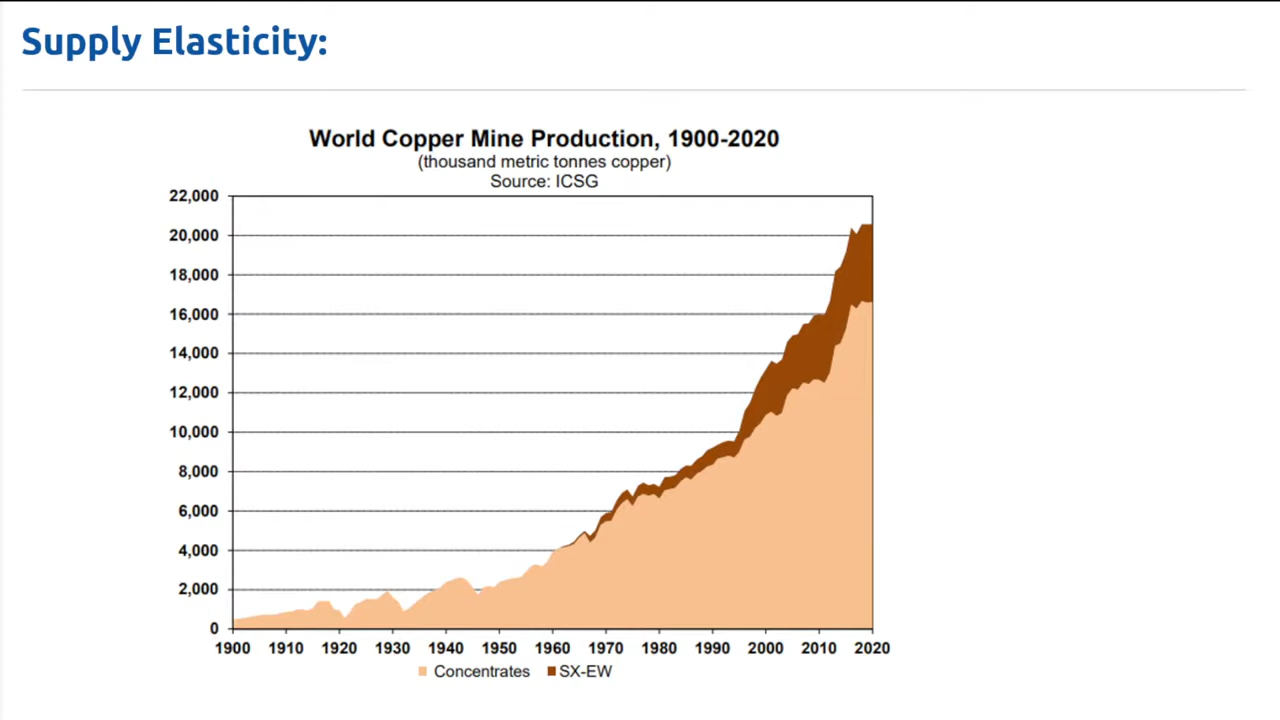 Supply Elasticity:
World Copper Mine Production, 1900-2020
(thousand metric tonnes copper)
Source: ICSG
22,000
20,000
18,000
16,000
14,000
12,000
10,000
8,000
6,000
4,000
2,000
0
1900 1910 1920 1930 1940 1950 1960 1970 1980 1990 2000 2010 2020
Concentrates SX-EW